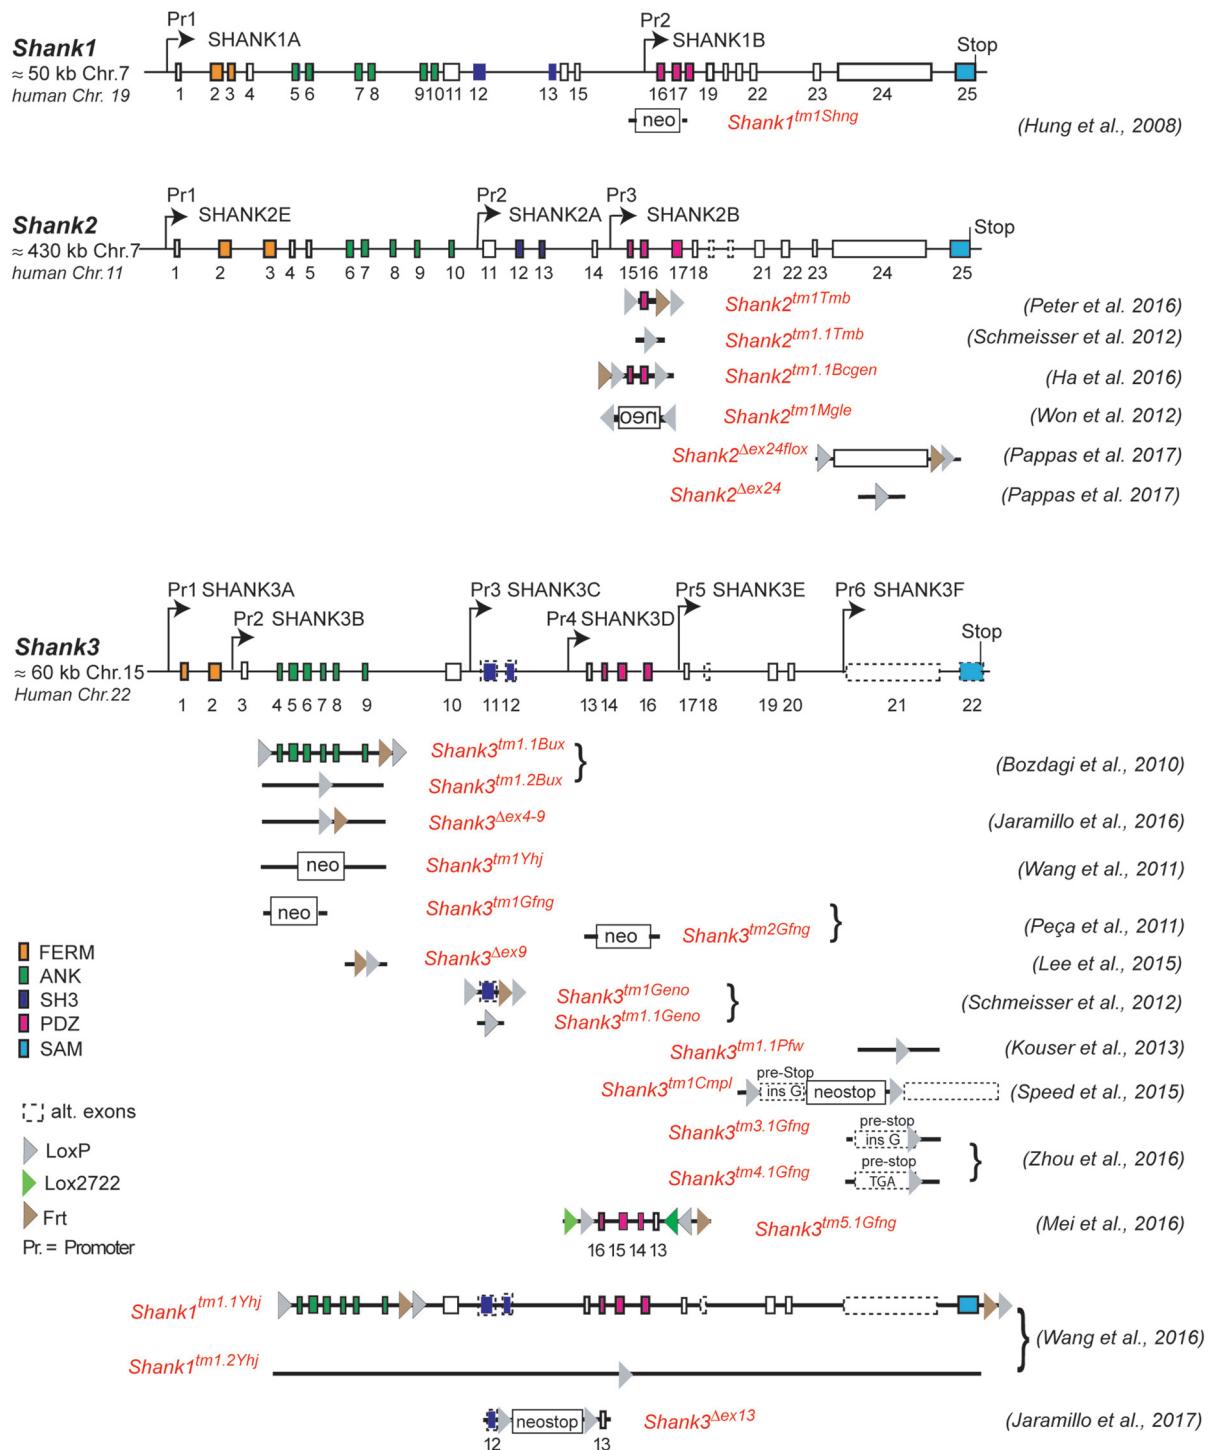 Pr1 SHANK1A Pr2 SHANK1B Stop
Shank1
≈ 50 kb Chr.7
human Chr. 19
1 2 3 4 5 6 7 8 9 10 11 12 13 15 16 17 19 22 23 24 25
neo Shank1tm1Shng (Hung et al., 2008)
Pr1 SHANK2E Pr2 SHANK2A Pr3 SHANK2B Stop
Shank2
≈ 430 kb Chr.7
human Chr.11
1 2 3 4 5 6 7 8 9 10 11 12 13 14 15 16 17 18 21 22 23 24 25
Shank2tm1Tmb (Peter et al. 2016)
Shank2tm1.1Tmb (Schmeisser et al. 2012)
Shank2tm1.1Bcgen (Ha et al. 2016)
neo Shank2tm1Mgle (Won et al. 2012)
Shank2Δex24flox (Pappas et al. 2017)
Shank2Δex24 (Pappas et al. 2017)
Pr1 SHANK3A Pr3 SHANK3C Pr5 SHANK3E Pr6 SHANK3F
Pr2 SHANK3B Pr4 SHANK3D Stop
Shank3
≈ 60 kb Chr.15
Human Chr.22
1 2 3 4 5 6 7 8 9 10 11 12 13 14 16 17 18 19 20 21 22
Shank3tm1.1Bux } (Bozdagi et al., 2010)
Shank3tm1.2Bux
Shank3Δex4-9 (Jaramillo et al., 2016)
neo Shank3tm1Yhj (Wang et al., 2011)
neo Shank3tm1Gfng
neo Shank3tm2Gfng } (Peça et al., 2011)
Shank3Δex9 (Lee et al., 2015)
Shank3tm1Geno } (Schmeisser et al., 2012)
Shank3tm1.1Geno
FERM
ANK
SH3
PDZ
SAM
Shank3tm1.1Pfw (Kouser et al., 2013)
pre-Stop
Shank3tm1Cmpl ins G neostop (Speed et al., 2015)
alt. exons
LoxP
Lox2722
Frt
Pr. = Promoter
pre-stop
Shank3tm3.1Gfng ins G } (Zhou et al., 2016)
pre-stop
Shank3tm4.1Gfng TGA
Shank3tm5.1Gfng (Mei et al., 2016)
16 15 14 13
Shank1tm1.1Yhj } (Wang et al., 2016)
Shank1tm1.2Yhj
neostop Shank3Δex13 (Jaramillo et al., 2017)
12 13